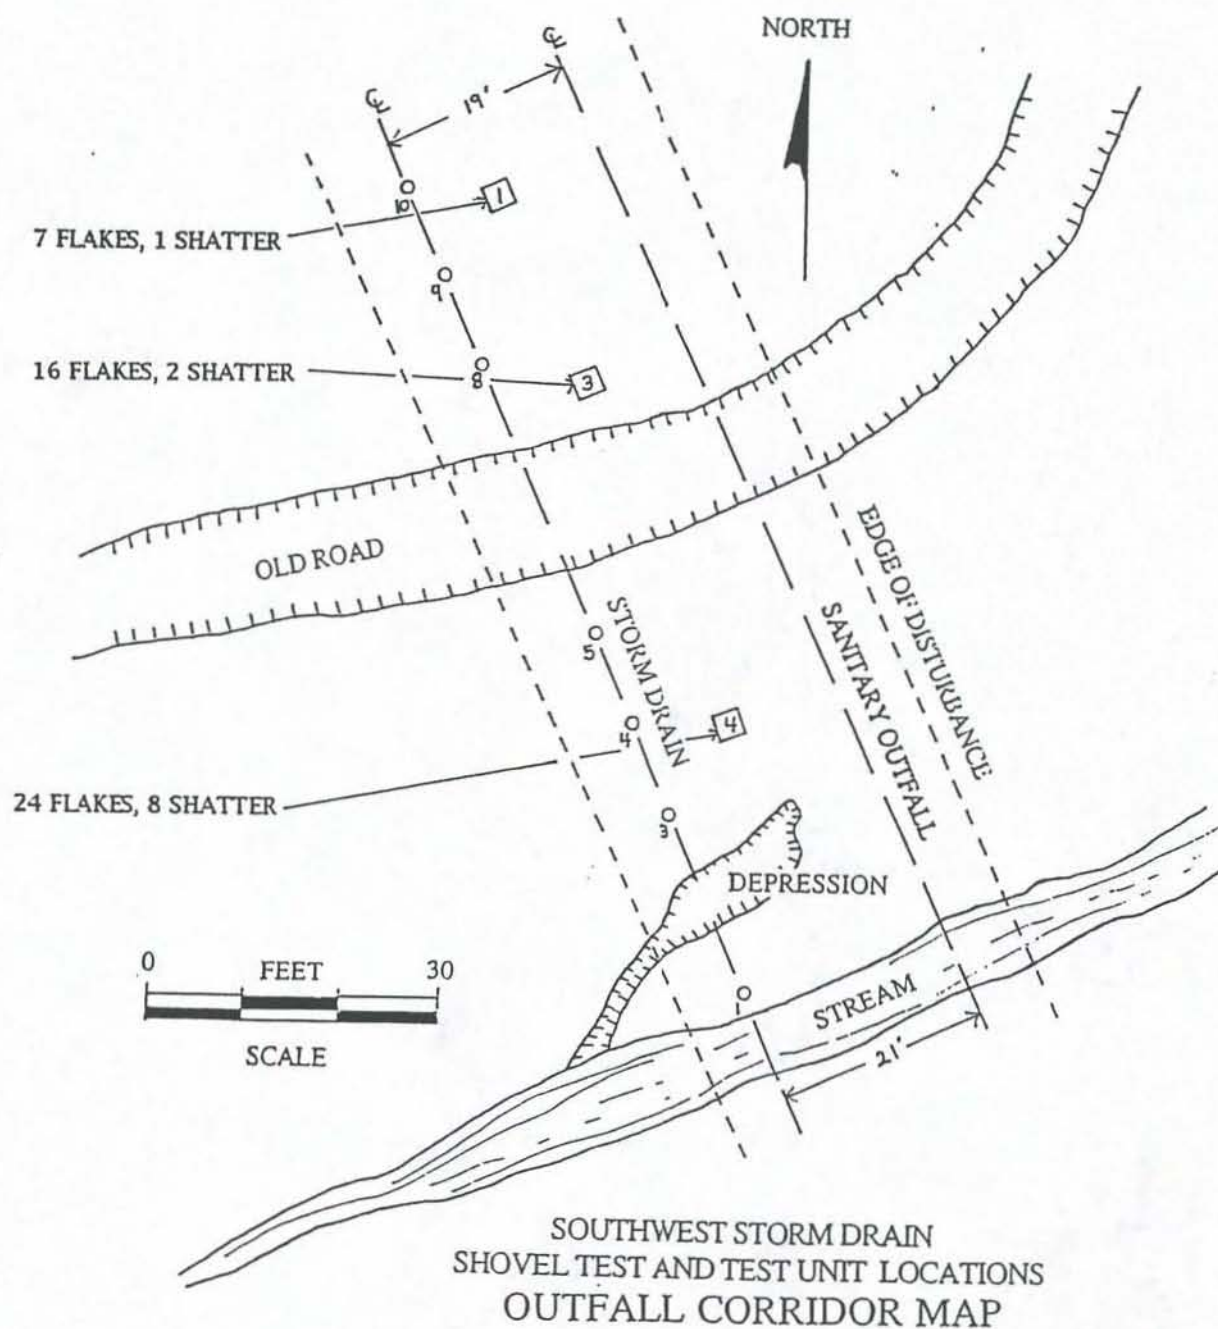 NORTH
℄
℄
19'
10
1
7 FLAKES, 1 SHATTER
9
16 FLAKES, 2 SHATTER
8
3
OLD ROAD
EDGE OF DISTURBANCE
STORM DRAIN
SANITARY OUTFALL
5
4
4
24 FLAKES, 8 SHATTER
3
DEPRESSION
0
FEET
30
SCALE
1
STREAM
21'
SOUTHWEST STORM DRAIN
SHOVEL TEST AND TEST UNIT LOCATIONS
OUTFALL CORRIDOR MAP